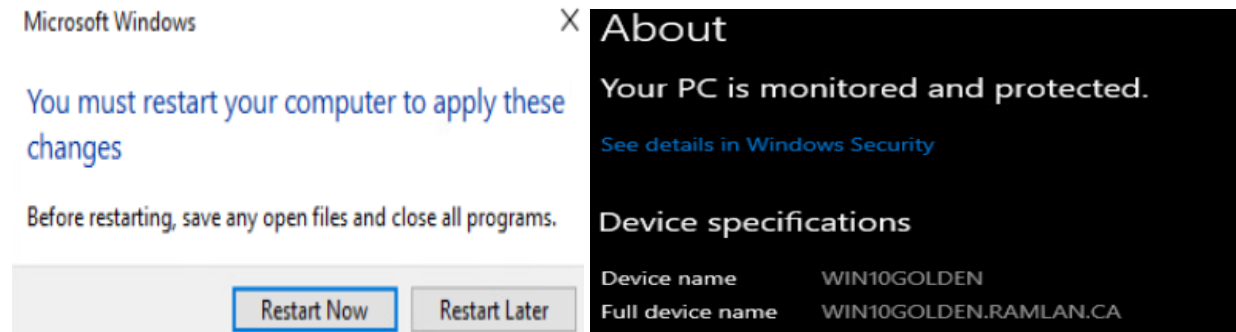 Microsoft Windows
X
You must restart your computer to apply these
changes
Before restarting, save any open files and close all programs.
Restart Now
Restart Later
About
Your PC is monitored and protected.
See details in Windows Security
Device specifications
Device name WIN10GOLDEN
Full device name WIN10GOLDEN.RAMLAN.CA